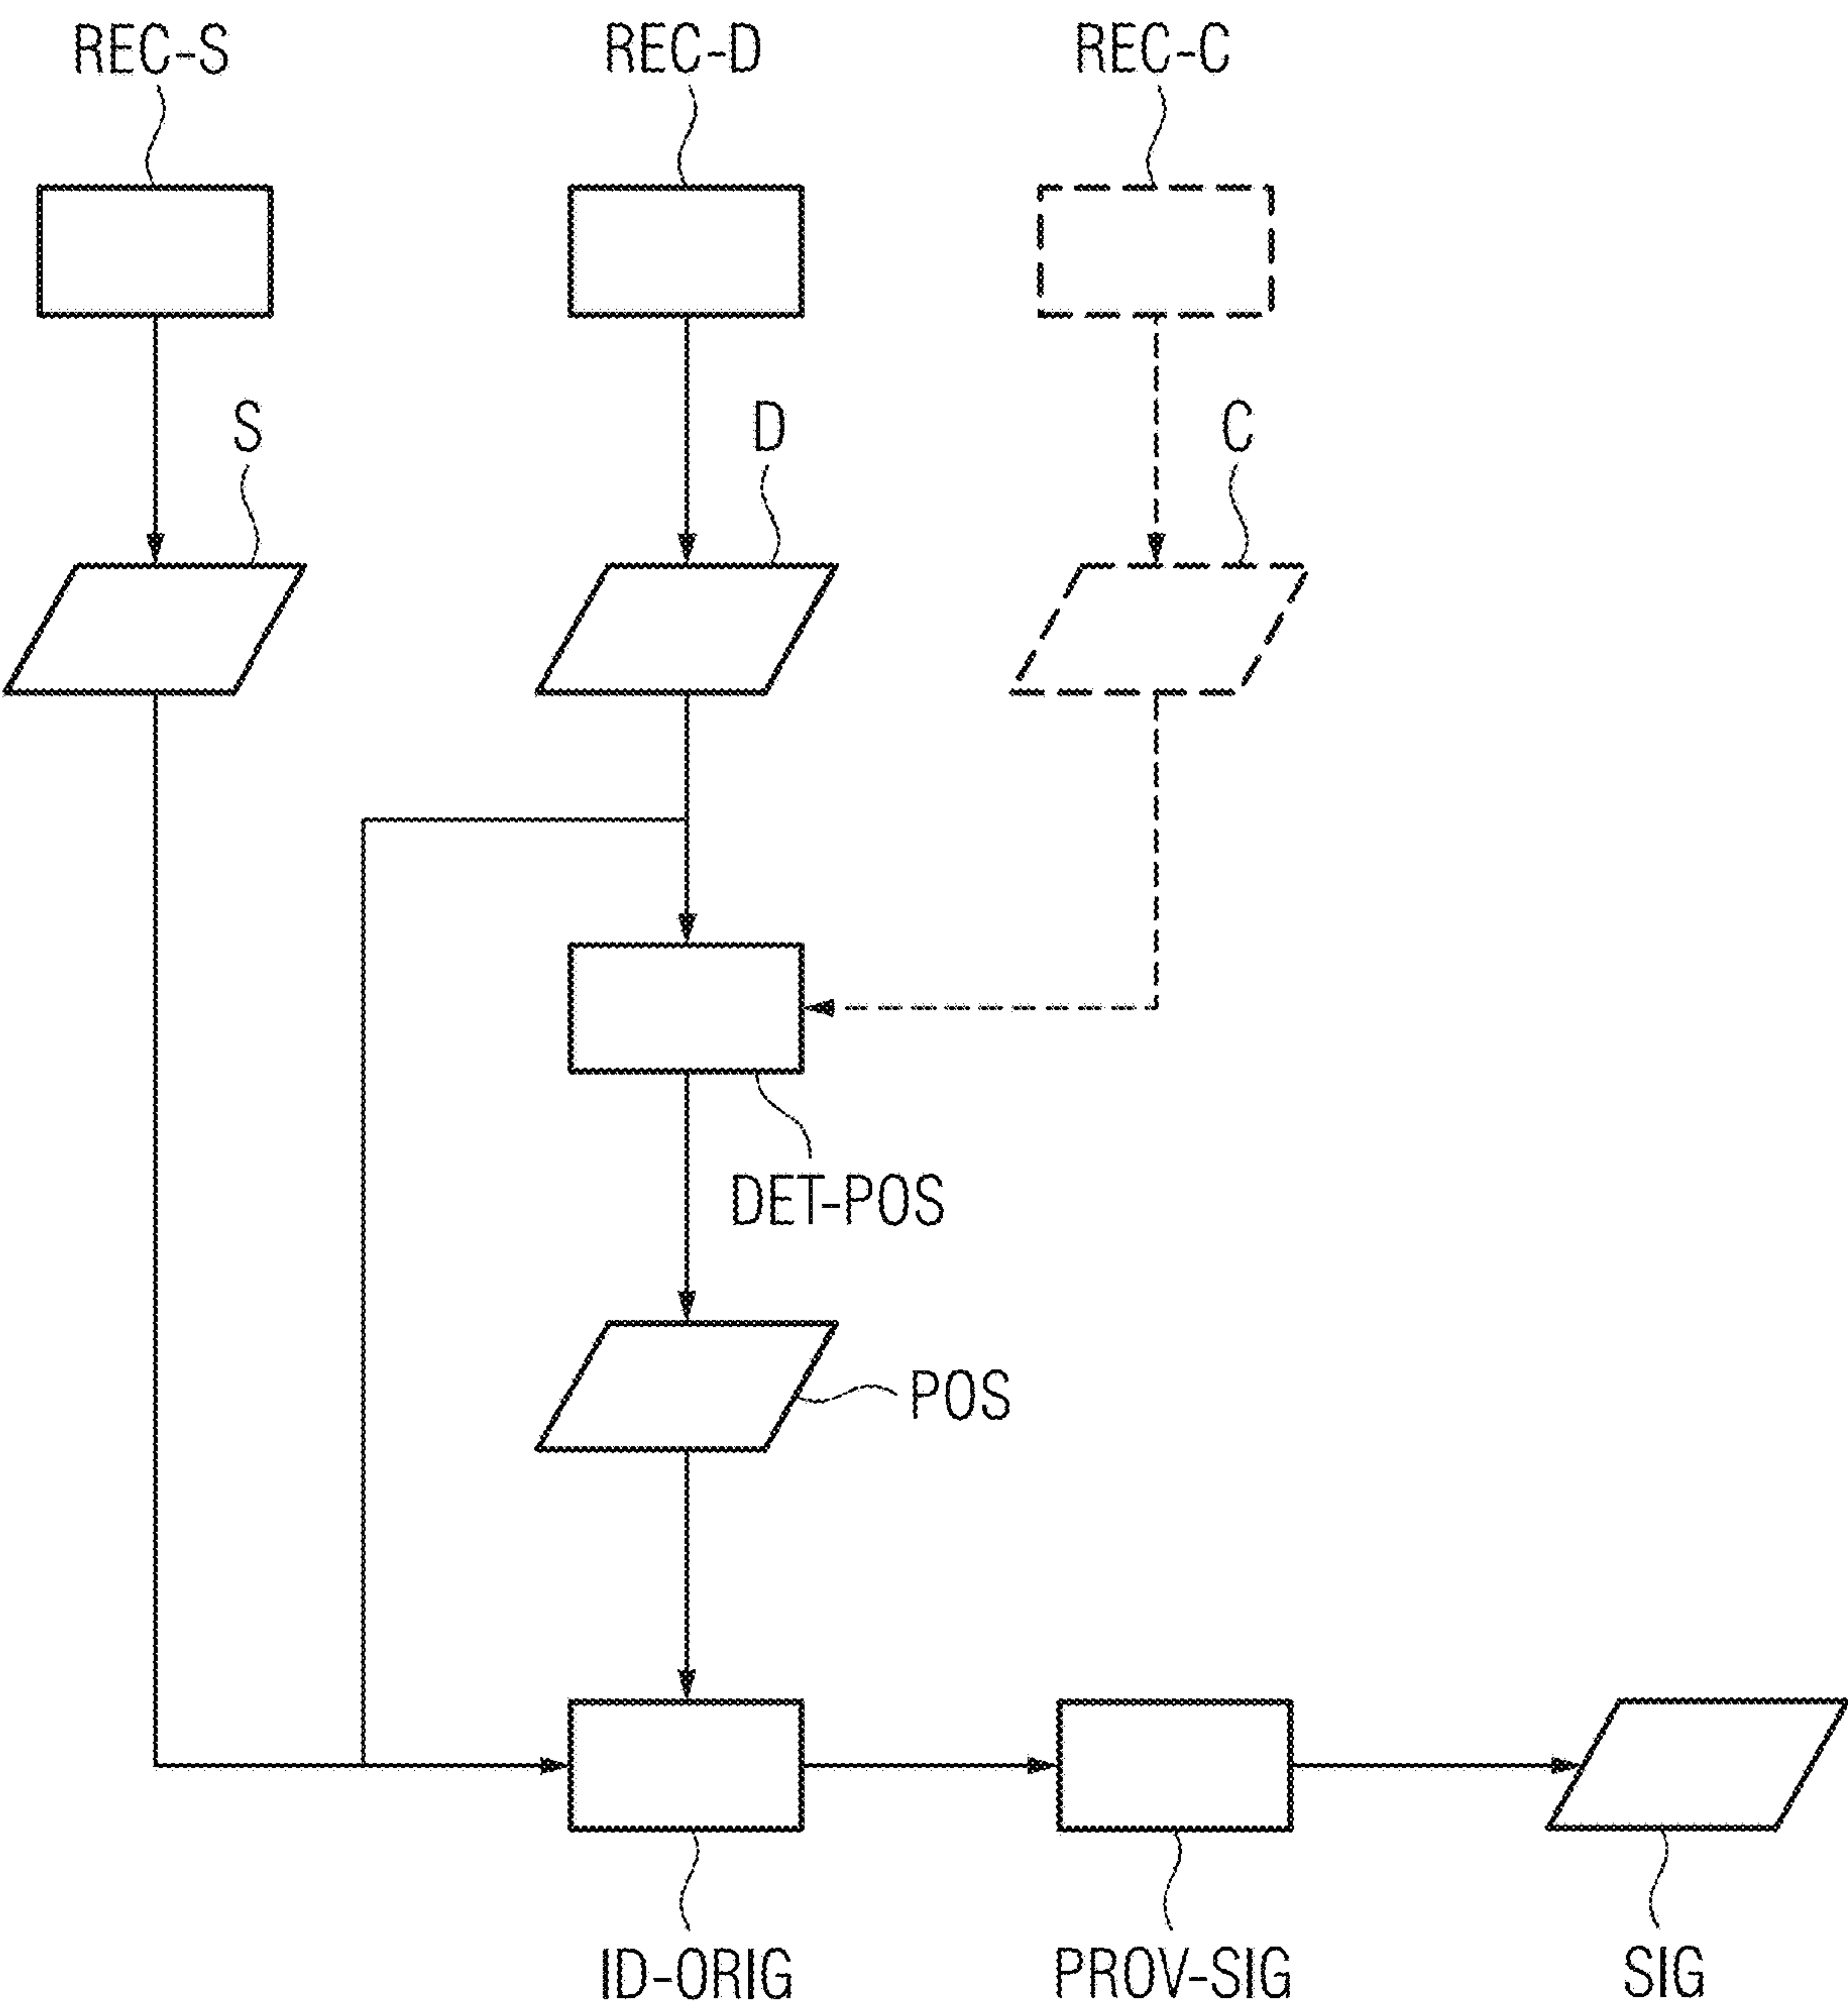 REC-S REC-D REC-C
S D C
DET-POS
POS
ID-ORIG PROV-SIG SIG